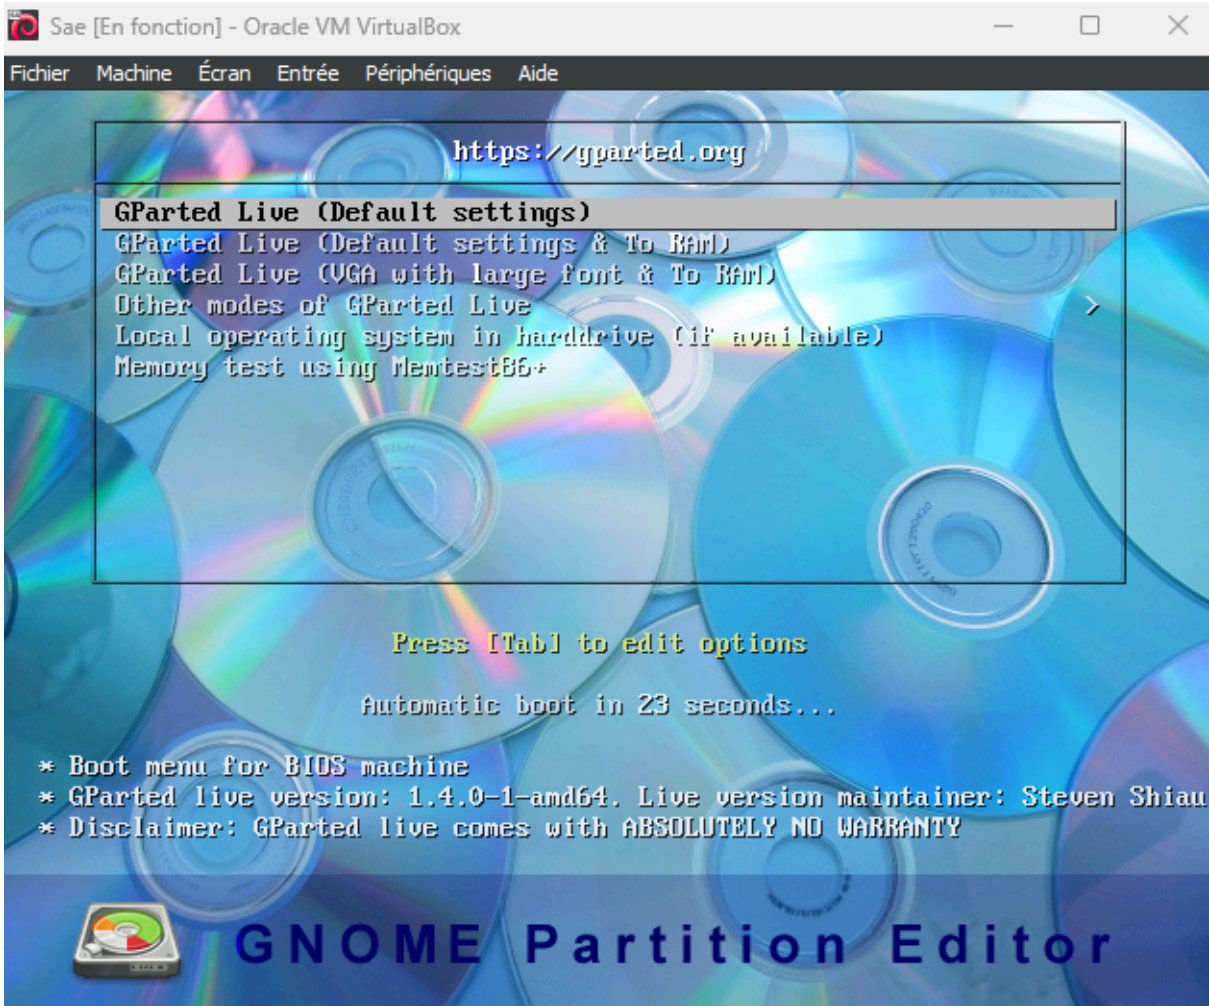 Sae [En fonction] - Oracle VM VirtualBox
Fichier Machine Écran Entrée Périphériques Aide
https://gparted.org
GParted Live (Default settings)
GParted Live (Default settings & To RAM)
GParted Live (VGA with large font & To RAM)
Other modes of GParted Live >
Local operating system in harddrive (if available)
Memory test using Memtest86+
Press [Tab] to edit options
Automatic boot in 23 seconds...
* Boot menu for BIOS machine
* GParted live version: 1.4.0-1-amd64. Live version maintainer: Steven Shiau
* Disclaimer: GParted live comes with ABSOLUTELY NO WARRANTY
GNOME Partition Editor